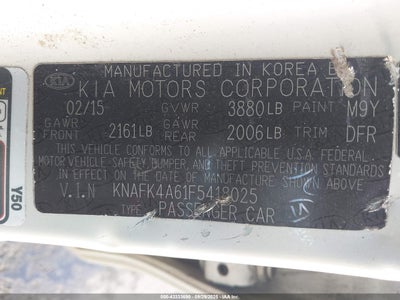 MANUFACTURED IN KOREA B
KIA
KIA MOTORS CORPORATION
02/15 GVWR 3880LB PAINT M9Y
GAWR FRONT 2161LB GAWR REAR 2006LB TRIM DFR
THIS VEHICLE CONFORMS TO ALL APPLICABLE U.S.A. FEDERAL
MOTOR VEHICLE SAFETY, BUMPER, AND THEFT PREVENTION
STANDARDS IN EFFECT ON THE DATE OF MANUFACTURE SHOWN ABOVE.
V.I.N KNAFK4A61F5418025
TYPE : PASSENGER CAR
Y50